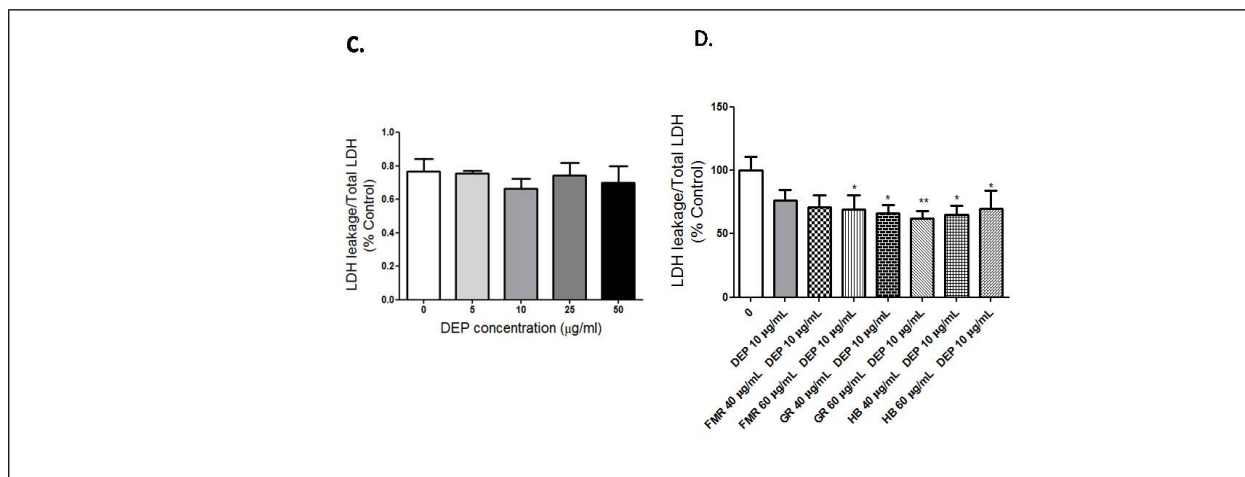 C.
LDH leakage/Total LDH
(% Control)
1.0
0.8
0.6
0.4
0.2
0.0
0 5 10 25 50
DEP concentration (µg/ml)
D.
LDH leakage/Total LDH
(% Control)
150
100
50
0
*
*
**
*
*
0
DEP 10 µg/mL
FMR 40 µg/mL DEP 10 µg/mL
FMR 60 µg/mL DEP 10 µg/mL
GR 40 µg/mL DEP 10 µg/mL
GR 60 µg/mL DEP 10 µg/mL
HB 40 µg/mL DEP 10 µg/mL
HB 60 µg/mL DEP 10 µg/mL